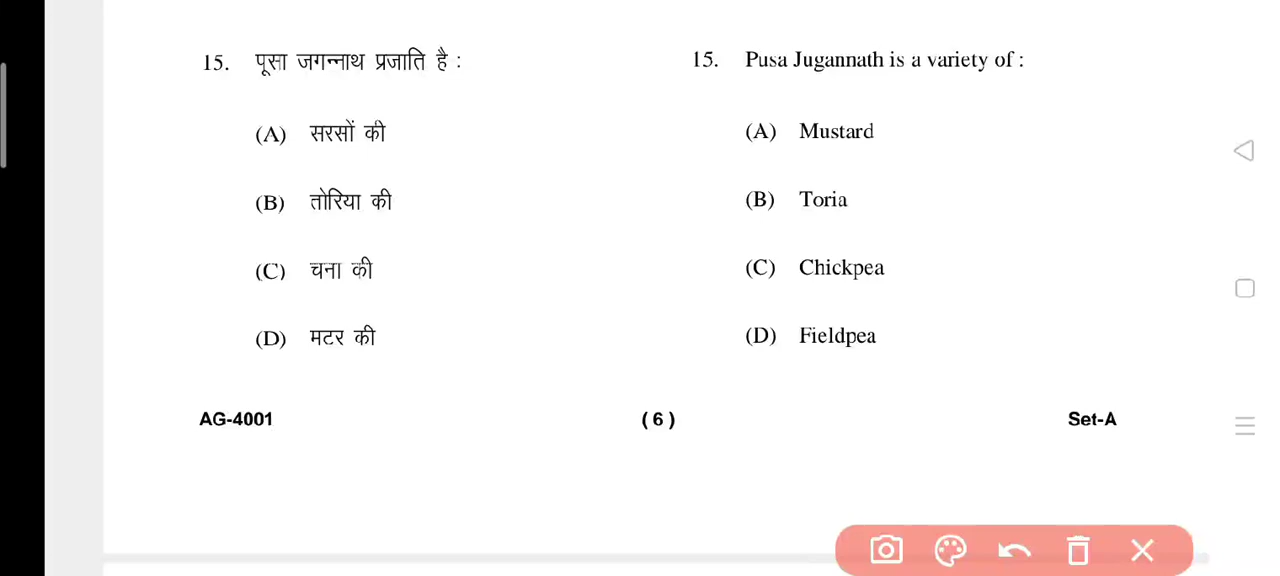 15. पूसा जगन्नाथ प्रजाति है :
(A) सरसों की
(B) तोरिया की
(C) चना की
(D) मटर की
15. Pusa Jugannath is a variety of :
(A) Mustard
(B) Toria
(C) Chickpea
(D) Fieldpea
AG-4001 ( 6 ) Set-A